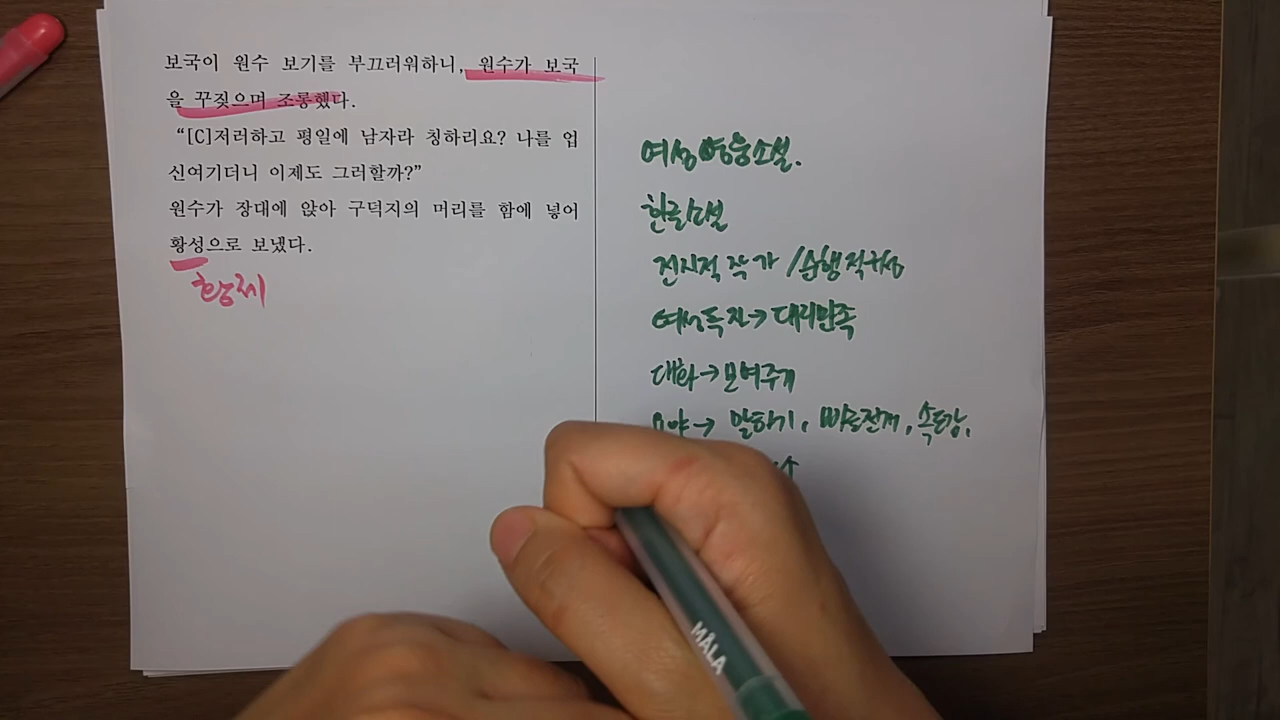 보국이 원수 보기를 부끄러워하니, 원수가 보국
을 꾸짖으며 조롱했다.
“[C]저러하고 평일에 남자라 칭하리요? 나를 업
신여기더니 이제도 그러할까?”
원수가 장대에 앉아 구덕지의 머리를 함에 넣어
황성으로 보냈다.
황제
여성영웅소설.
한글소설
전지적 작가 / 순행적구성
여성독자→대리만족
대화→보여주기
요약→ 말하기, 빠른전개, 속도감,
MALA